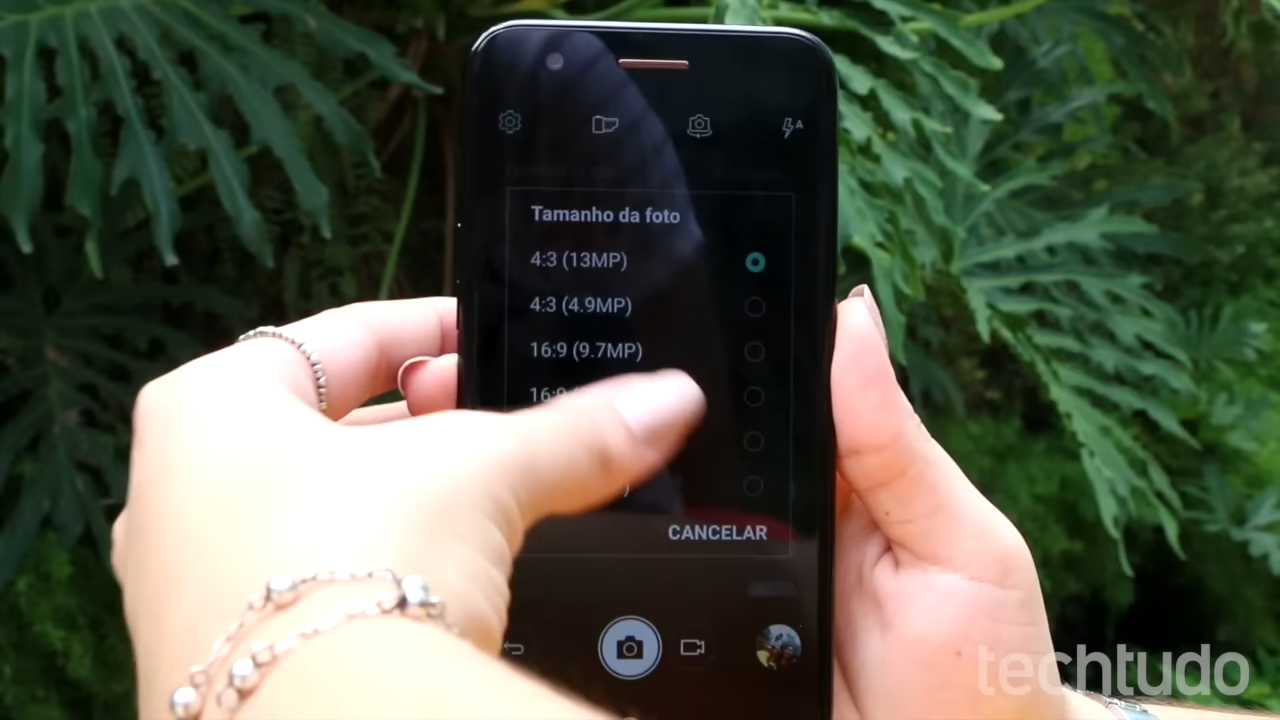 A
Tamanho da foto
4:3 (13MP)
4:3 (4.9MP)
16:9 (9.7MP)
CANCELAR
techtudo